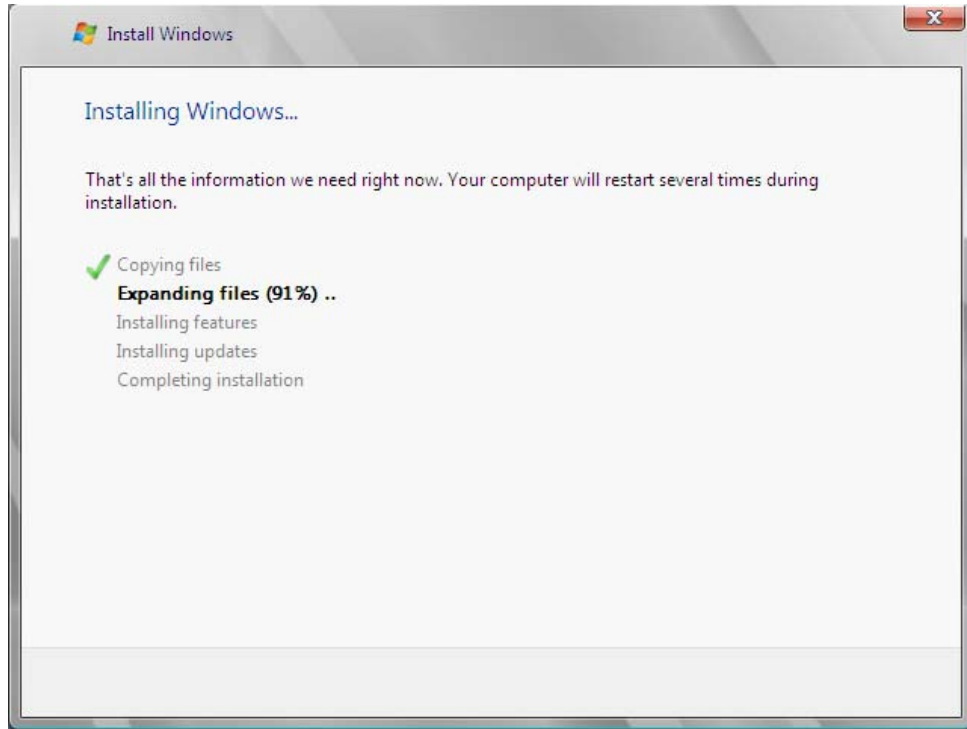 Install Windows
Installing Windows...
That's all the information we need right now. Your computer will restart several times during
installation.
Copying files
Expanding files (91%) ..
Installing features
Installing updates
Completing installation